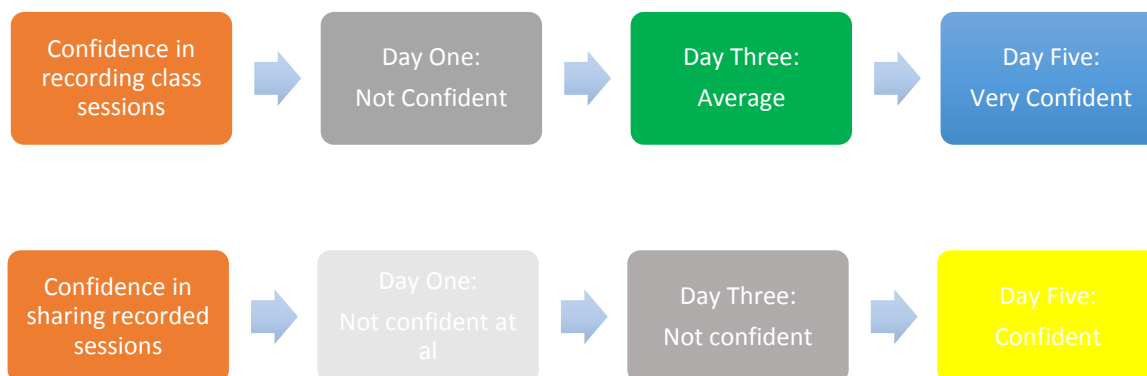 Confidence in
recording class
sessions
Day One:
Not Confident
Day Three:
Average
Day Five:
Very Confident
Confidence in
sharing recorded
sessions
Day One:
Not confident at
al
Day Three:
Not confident
Day Five:
Confident